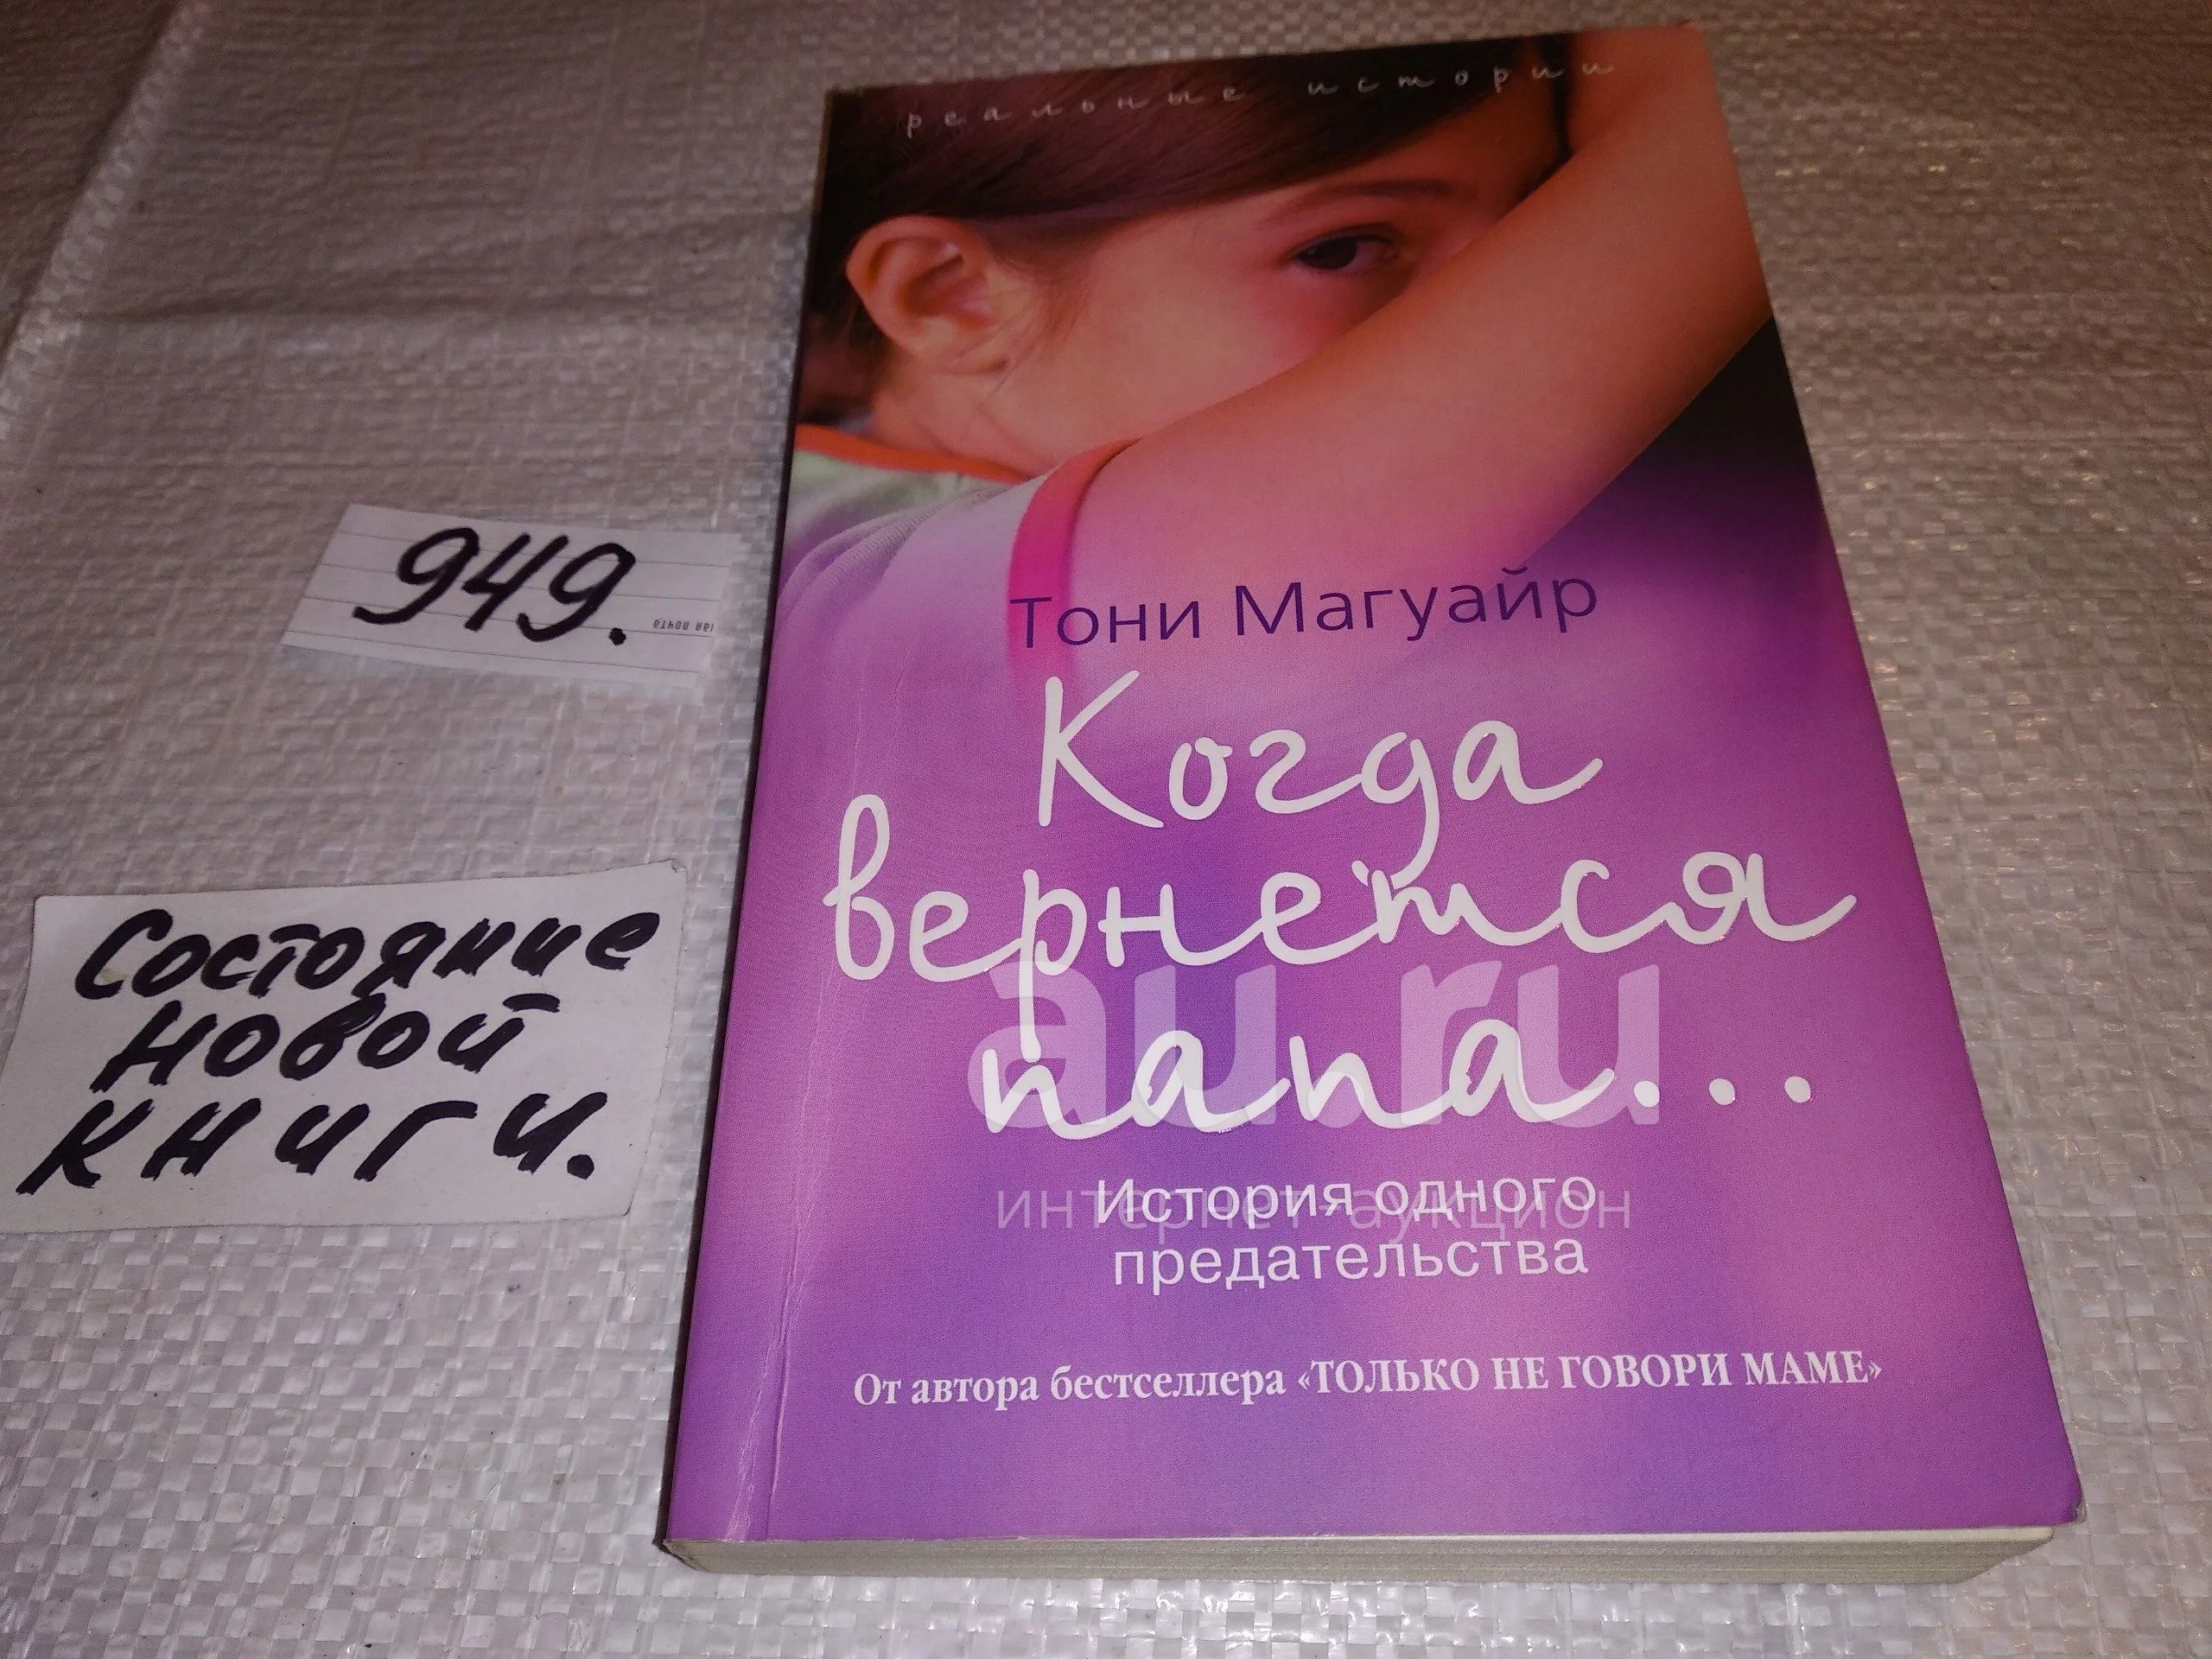 реальные истории
949.
Тони Магуайр
Когда
вернется
папа...
Состояние
новой
книги.
au.ru
интернет-аукцион
История одного
предательства
От автора бестселлера «ТОЛЬКО НЕ ГОВОРИ МАМЕ»